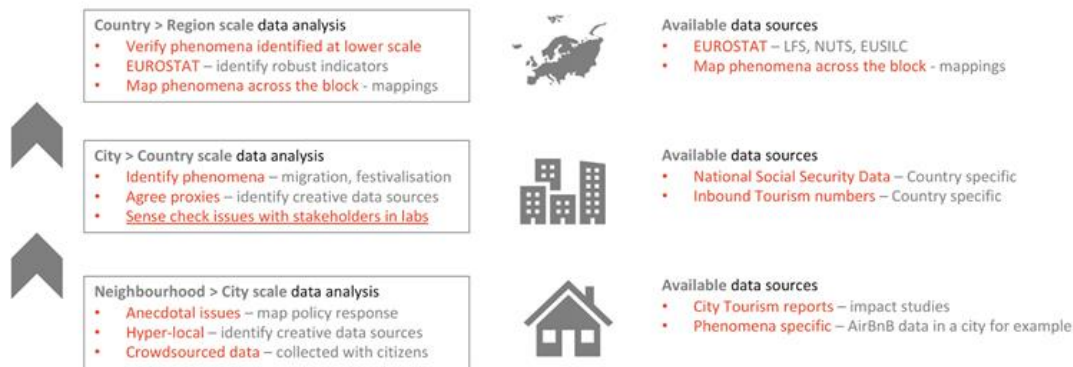 Country > Region scale data analysis
• Verify phenomena identified at lower scale
• EUROSTAT – identify robust indicators
• Map phenomena across the block - mappings
Available data sources
• EUROSTAT – LFS, NUTS, EUSILC
• Map phenomena across the block - mappings
City > Country scale data analysis
• Identify phenomena – migration, festivalisation
• Agree proxies – identify creative data sources
• Sense check issues with stakeholders in labs
Available data sources
• National Social Security Data – Country specific
• Inbound Tourism numbers – Country specific
Neighbourhood > City scale data analysis
• Anecdotal issues – map policy response
• Hyper-local – identify creative data sources
• Crowdsourced data – collected with citizens
Available data sources
• City Tourism reports – impact studies
• Phenomena specific – AirBnB data in a city for example